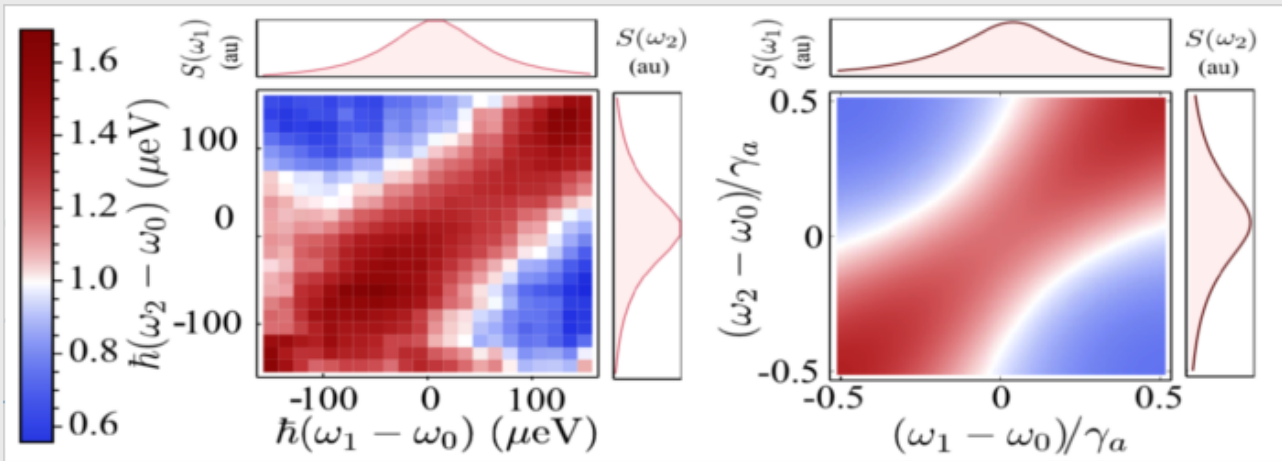 1.6
1.4
1.2
1.0
0.8
0.6
ħ(ω₂ − ω₀) (μeV)
S(ω₁)
(au)
S(ω₂)
(au)
100
0
-100
-100 0 100
ħ(ω₁ − ω₀) (μeV)
S(ω₁)
(au)
S(ω₂)
(au)
(ω₂ − ω₀)/γₐ
0.5
0
-0.5
-0.5 0 0.5
(ω₁ − ω₀)/γₐ